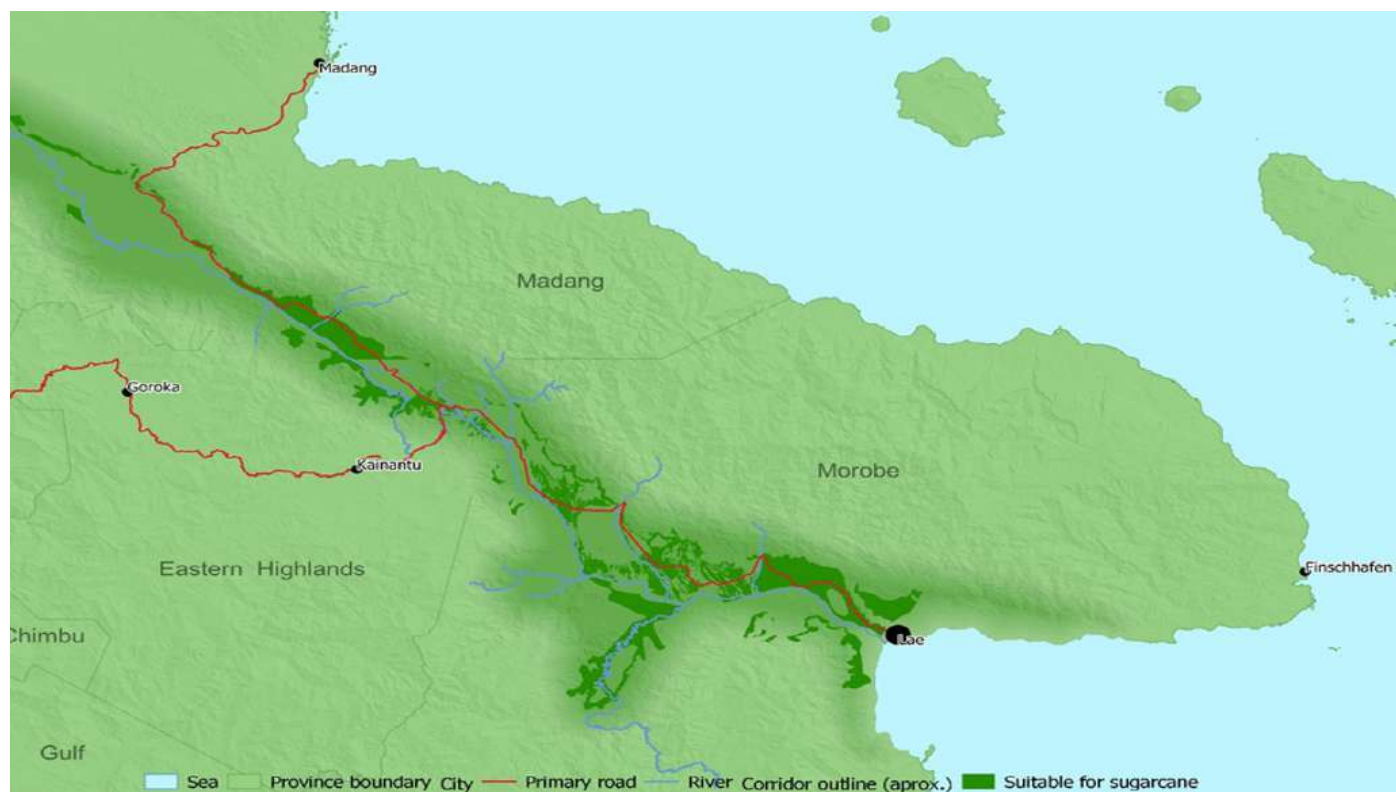 Madang
Madang
Goroka
Kainantu
Morobe
Eastern Highlands
Finschhafen
Chimbu
Lae
Gulf
Sea Province boundary City Primary road River Corridor outline (aprox.) Suitable for sugarcane